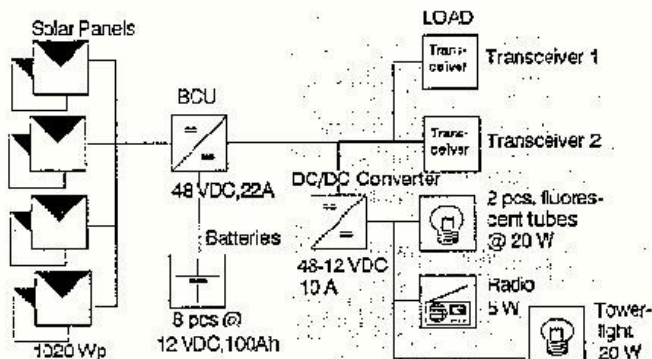 Solar Panels
1020 Wp
BCU
48 VDC,22A
Batteries
8 pcs @
12 VDC,100Ah
LOAD
Trans-
ceiver
Transceiver 1
Trans-
ceiver
Transceiver 2
DC/DC Converter
48-12 VDC
10 A
2 pcs. fluores-
cent tubes
@ 20 W
Radio
5 W
Tower-
light
20 W